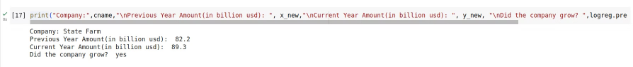 [17] print("Company:",cname,"\nPrevious Year Amount(in billion usd): ", x_new,"\nCurrent Year Amount(in billion usd): ", y_new, "\nDid the company grow? ",logreg.pre
Company: State Farm
Previous Year Amount(in billion usd):  82.2
Current Year Amount(in billion usd):  89.3
Did the company grow?  yes